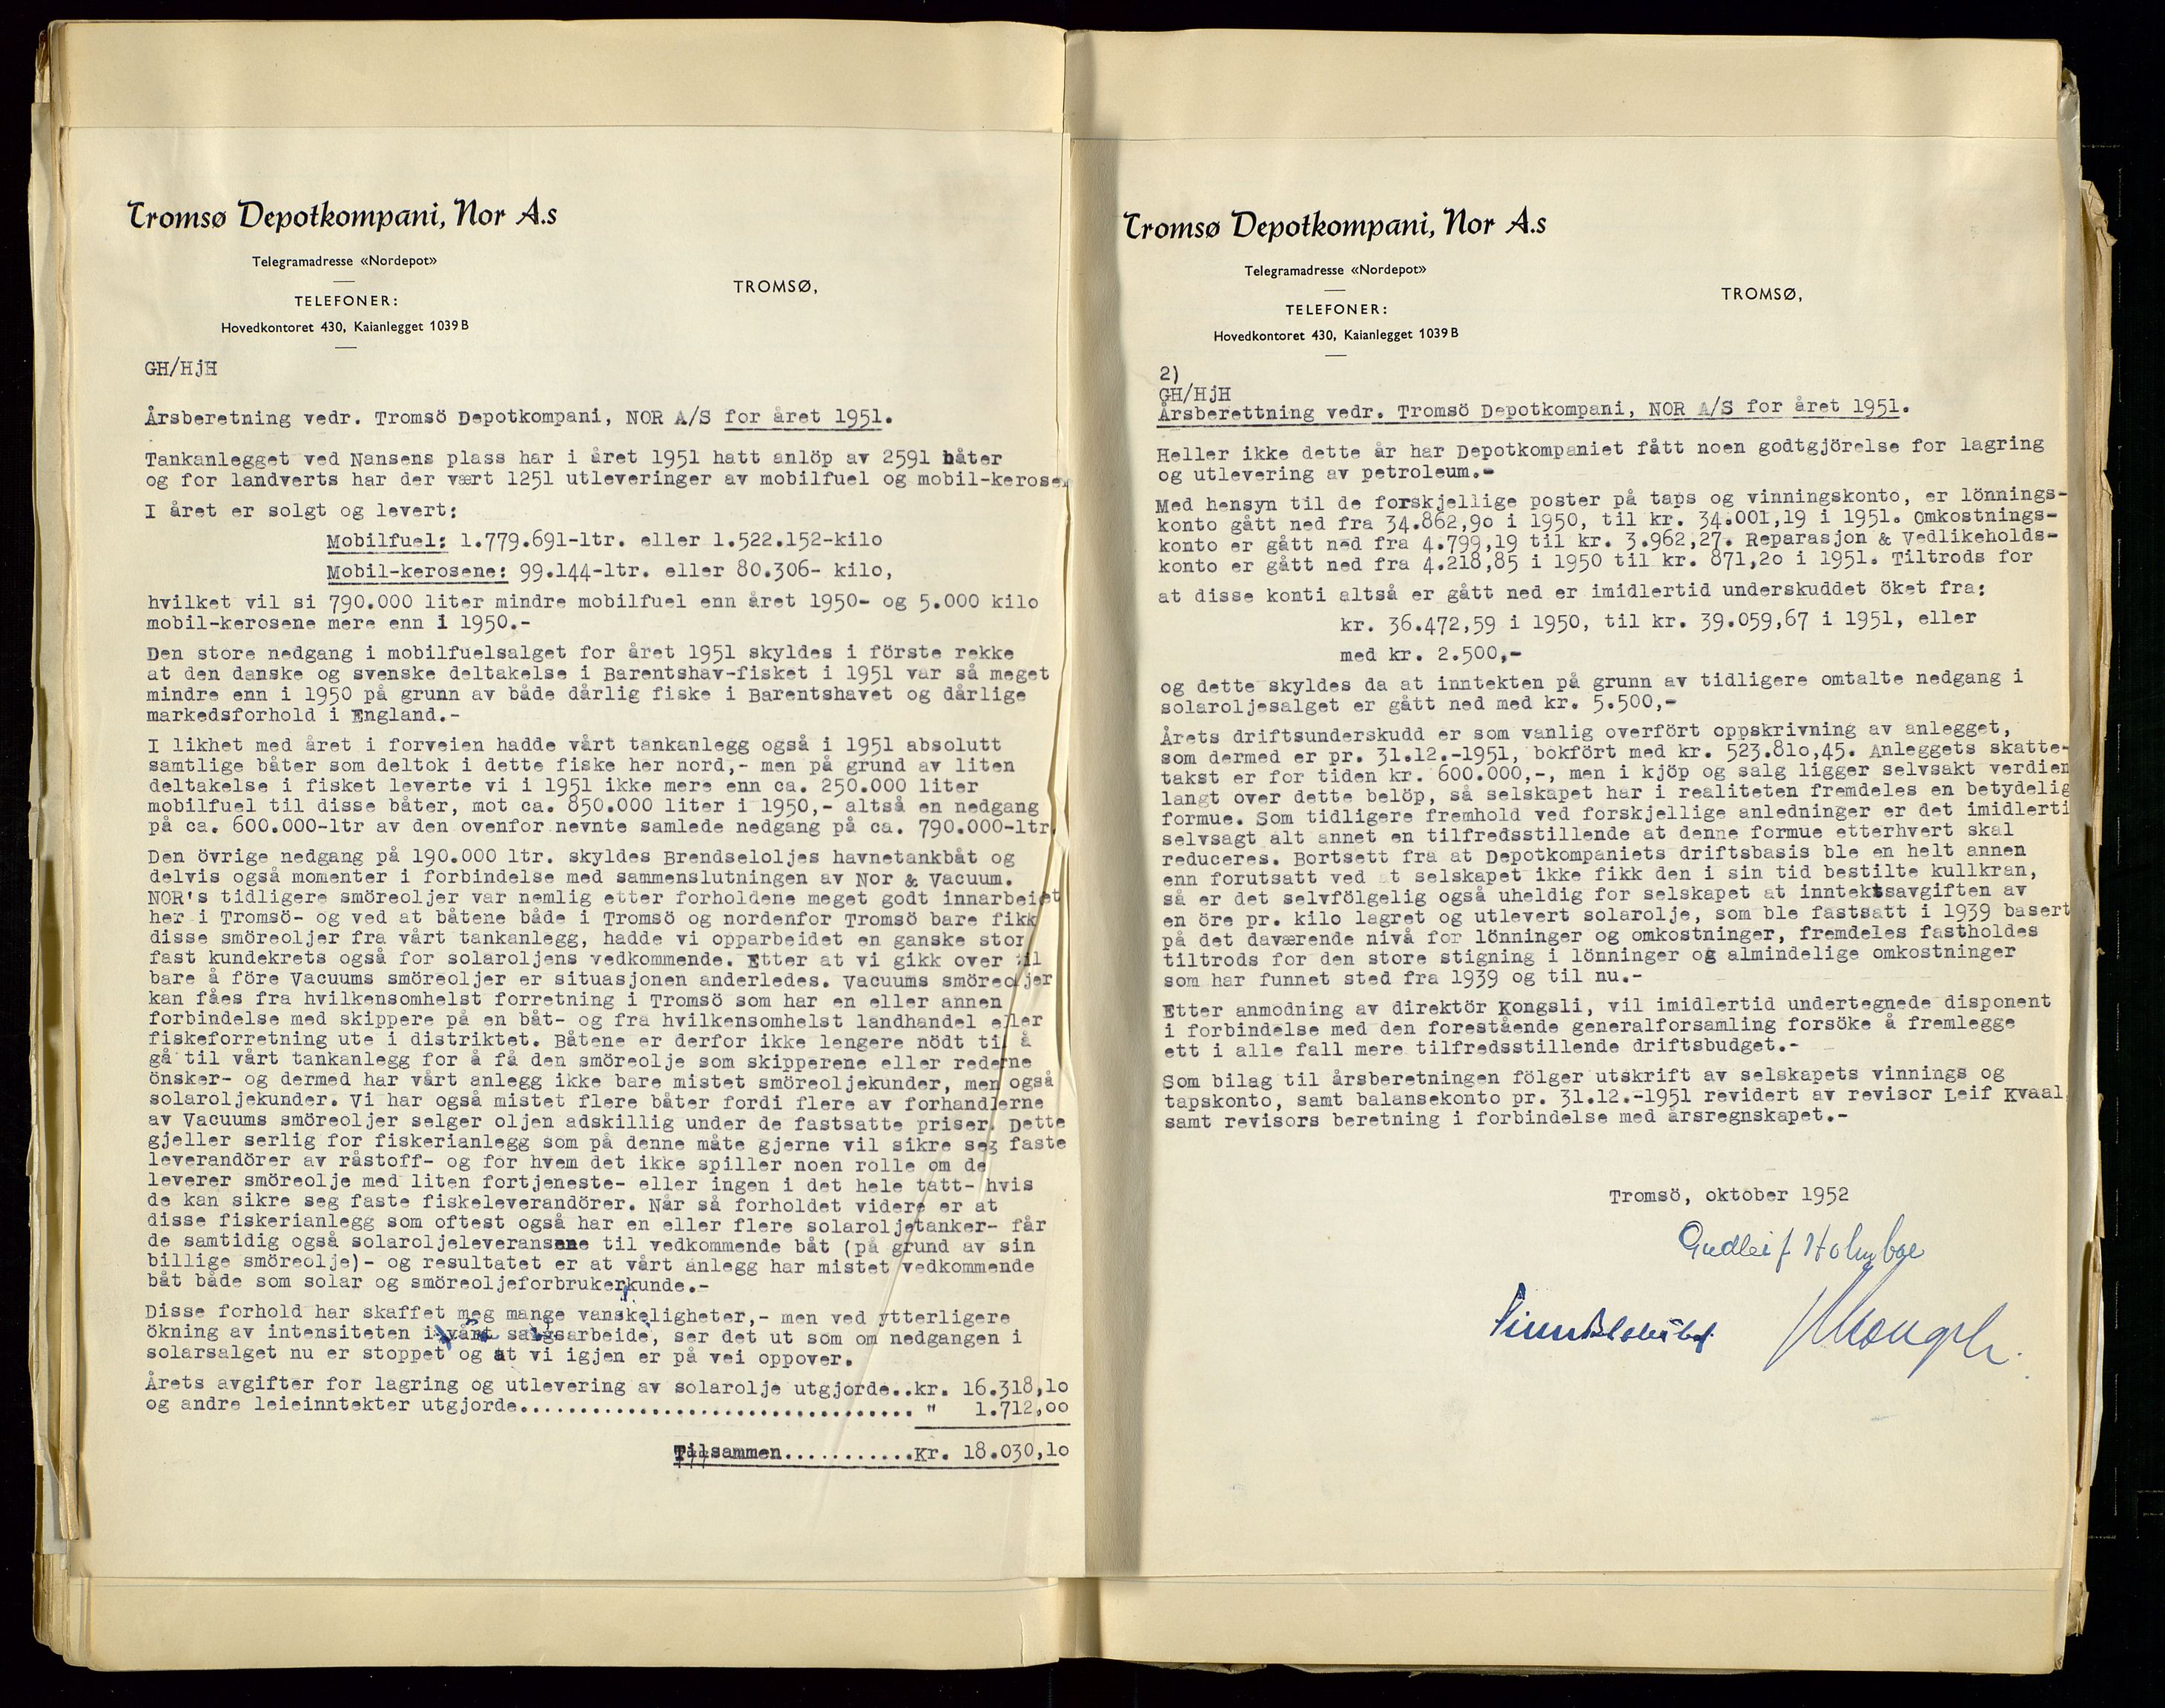 Tromsø Depotkompani, Nor A.s
Telegramadresse «Nordepot»
TELEFONER:
Hovedkontoret 430, Kaianlegget 1039 B
TROMSØ,
GH/HjH
Årsberetning vedr. Tromsö Depotkompani, NOR A/S for året 1951.
Tankanlegget ved Nansens plass har i året 1951 hatt anlöp av 2591 båter
og for landverts har der vært 1251 utleveringer av mobilfuel og mobil-kerosen
I året er solgt og levert:
Mobilfuel: 1.779.691-ltr. eller 1.522.152-kilo
Mobil-kerosene: 99.144-ltr. eller 80.306- kilo,
hvilket vil si 790.000 liter mindre mobilfuel enn året 1950- og 5.000 kilo
mobil-kerosene mere enn i 1950.-
Den store nedgang i mobilfuelsalget for året 1951 skyldes i förste rekke
at den danske og svenske deltakelse i Barentshav-fisket i 1951 var så meget
mindre enn i 1950 på grunn av både dårlig fiske i Barentshavet og dårlige
markedsforhold i England.-
I likhet med året i forveien hadde vårt tankanlegg også i 1951 absolutt
samtlige båter som deltok i dette fiske her nord,- men på grund av liten
deltakelse i fisket leverte vi i 1951 ikke mere enn ca. 250.000 liter
mobilfuel til disse båter, mot ca. 850.000 liter i 1950,- altså en nedgang
på ca. 600.000-ltr av den ovenfor nevnte samlede nedgang på ca. 790.000-ltr.
Den övrige nedgang på 190.000 ltr. skyldes Brendseloljes havnetankbåt og
delvis også momenter i forbindelse med sammenslutningen av Nor & Vacuum.
NOR's tidligere smöreoljer var nemlig etter forholdene meget godt innarbeidet
her i Tromsö- og ved at båtene både i Tromsö og nordenfor Tromsö bare fikk
disse smöreoljer fra vårt tankanlegg, hadde vi opparbeidet en ganske stor
fast kundekrets også for solaroljens vedkommende. Etter at vi gikk over til
bare å före Vacuums smöreoljer er situasjonen anderledes. Vacuums smöreoljer
kan fåes fra hvilkensomhelst forretning i Tromsö som har en eller annen
forbindelse med skippere på en båt- og fra hvilkensomhelst landhandel eller
fiskeforretning ute i distriktet. Båtene er derfor ikke lengere nödt til å
gå til vårt tankanlegg for å få den smöreolje som skipperene eller rederne
önsker- og dermed har vårt anlegg ikke bare mistet smöreoljekunder, men også
solaroljekunder. Vi har også mistet flere båter fordi flere av forhandlerne
av Vacuums smöreoljer selger oljen adskillig under de fastsatte priser. Dette
gjeller serlig for fiskerianlegg som på denne måte gjerne vil sikre seg faste
leverandörer av råstoff- og for hvem det ikke spiller noen rolle om de
leverer smöreolje med liten fortjeneste- eller ingen i det hele tatt- hvis
de kan sikre seg faste fiskeleverandörer. Når så forholdet videre er at
disse fiskerianlegg som oftest også har en eller flere solaroljetanker- får
de samtidig også solaroljeleveransene til vedkommende båt (på grund av sin
billige smöreolje)- og resultatet er at vårt anlegg har mistet vedkommende
båt både som solar og smöreoljeforbrukerkunde.-
Disse forhold har skaffet meg mange vanskeligheter,- men ved ytterligere
ökning av intensiteten i vårt salgsarbeide, ser det ut som om nedgangen i
solarsalget nu er stoppet og at vi igjen er på vei oppover.
Årets avgifter for lagring og utlevering av solarolje utgjorde..kr. 16.318,10
og andre leieinntekter utgjorde................................. " 1.712,00
Tilsammen...........Kr. 18.030,10
Tromsø Depotkompani, Nor A.s
Telegramadresse «Nordepot»
TELEFONER:
Hovedkontoret 430, Kaianlegget 1039 B
TROMSØ,
2)
GH/HjH
Årsberettning vedr. Tromsö Depotkompani, NOR A/S for året 1951.
Heller ikke dette år har Depotkompaniet fått noen godtgjörelse for lagring
og utlevering av petroleum.-
Med hensyn til de forskjellige poster på taps og vinningskonto, er lönnings-
konto gått ned fra 34.862,90 i 1950, til kr. 34.001,19 i 1951. Omkostnings-
konto er gått ned fra 4.799,19 til kr. 3.962,27. Reparasjon & Vedlikeholds-
konto er gått ned fra 4.218,85 i 1950 til kr. 871,20 i 1951. Tiltrods for
at disse konti altså er gått ned er imidlertid underskuddet öket fra:
kr. 36.472,59 i 1950, til kr. 39.059,67 i 1951, eller
med kr. 2.500,-
og dette skyldes da at inntekten på grunn av tidligere omtalte nedgang i
solaroljesalget er gått ned med kr. 5.500,-
Årets driftsunderskudd er som vanlig overfört oppskrivning av anlegget,
som dermed er pr. 31.12.-1951, bokfört med kr. 523.810,45. Anleggets skatte-
takst er for tiden kr. 600.000,-, men i kjöp og salg ligger selvsakt verdien
langt over dette belöp, så selskapet har i realiteten fremdeles en betydelig
formue. Som tidligere fremhold ved forskjellige anledninger er det imidlerti
selvsagt alt annet en tilfredsstillende at denne formue etterhvert skal
reduceres. Bortsett fra at Depotkompaniets driftsbasis ble en helt annen
enn forutsatt ved at selskapet ikke fikk den i sin tid bestilte kullkran,
så er det selvfölgelig også uheldig for selskapet at inntektsavgiften av
en öre pr. kilo lagret og utlevert solarolje, som ble fastsatt i 1939 basert
på det daværende nivå for lönninger og omkostninger, fremdeles fastholdes
tiltrods for den store stigning i lönninger og almindelige omkostninger
som har funnet sted fra 1939 og til nu.-
Etter anmodning av direktör Kongsli, vil imidlertid undertegnede disponent
i forbindelse med den forestående generalforsamling forsöke å fremlegge
ett i alle fall mere tilfredsstillende driftsbudget.-
Som bilag til årsberetningen fölger utskrift av selskapets vinnings og
tapskonto, samt balansekonto pr. 31.12.-1951 revidert av revisor Leif Kvaal
samt revisors beretning i forbindelse med årsregnskapet.-
Tromsö, oktober 1952
Gudleif Holmboe